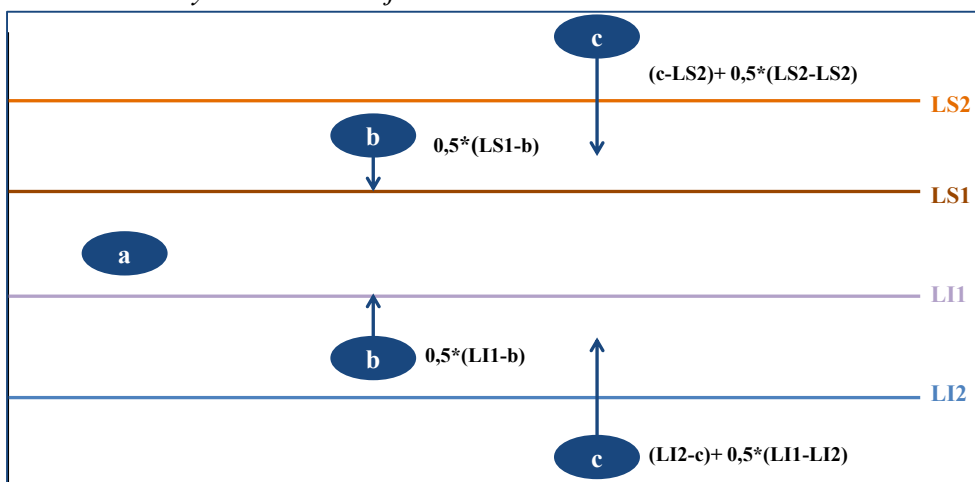 c
(c-LS2)+ 0,5*(LS2-LS2)
LS2
b
0,5*(LS1-b)
LS1
a
LI1
b
0,5*(LI1-b)
LI2
c
(LI2-c)+ 0,5*(LI1-LI2)